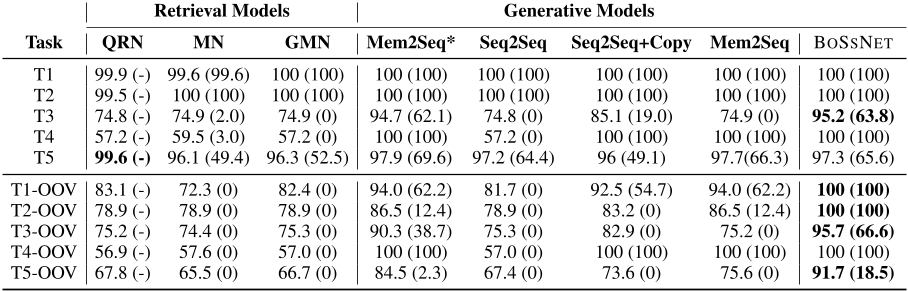 Retrieval Models Generative Models
Task QRN MN GMN Mem2Seq* Seq2Seq Seq2Seq+Copy Mem2Seq BOSSNET
T1 99.9 (-) 99.6 (99.6) 100 (100) 100 (100) 100 (100) 100 (100) 100 (100) 100 (100)
T2 99.5 (-) 100 (100) 100 (100) 100 (100) 100 (100) 100 (100) 100 (100) 100 (100)
T3 74.8 (-) 74.9 (2.0) 74.9 (0) 94.7 (62.1) 74.8 (0) 85.1 (19.0) 74.9 (0) 95.2 (63.8)
T4 57.2 (-) 59.5 (3.0) 57.2 (0) 100 (100) 57.2 (0) 100 (100) 100 (100) 100 (100)
T5 99.6 (-) 96.1 (49.4) 96.3 (52.5) 97.9 (69.6) 97.2 (64.4) 96 (49.1) 97.7(66.3) 97.3 (65.6)
T1-OOV 83.1 (-) 72.3 (0) 82.4 (0) 94.0 (62.2) 81.7 (0) 92.5 (54.7) 94.0 (62.2) 100 (100)
T2-OOV 78.9 (-) 78.9 (0) 78.9 (0) 86.5 (12.4) 78.9 (0) 83.2 (0) 86.5 (12.4) 100 (100)
T3-OOV 75.2 (-) 74.4 (0) 75.3 (0) 90.3 (38.7) 75.3 (0) 82.9 (0) 75.2 (0) 95.7 (66.6)
T4-OOV 56.9 (-) 57.6 (0) 57.0 (0) 100 (100) 57.0 (0) 100 (100) 100 (100) 100 (100)
T5-OOV 67.8 (-) 65.5 (0) 66.7 (0) 84.5 (2.3) 67.4 (0) 73.6 (0) 75.6 (0) 91.7 (18.5)